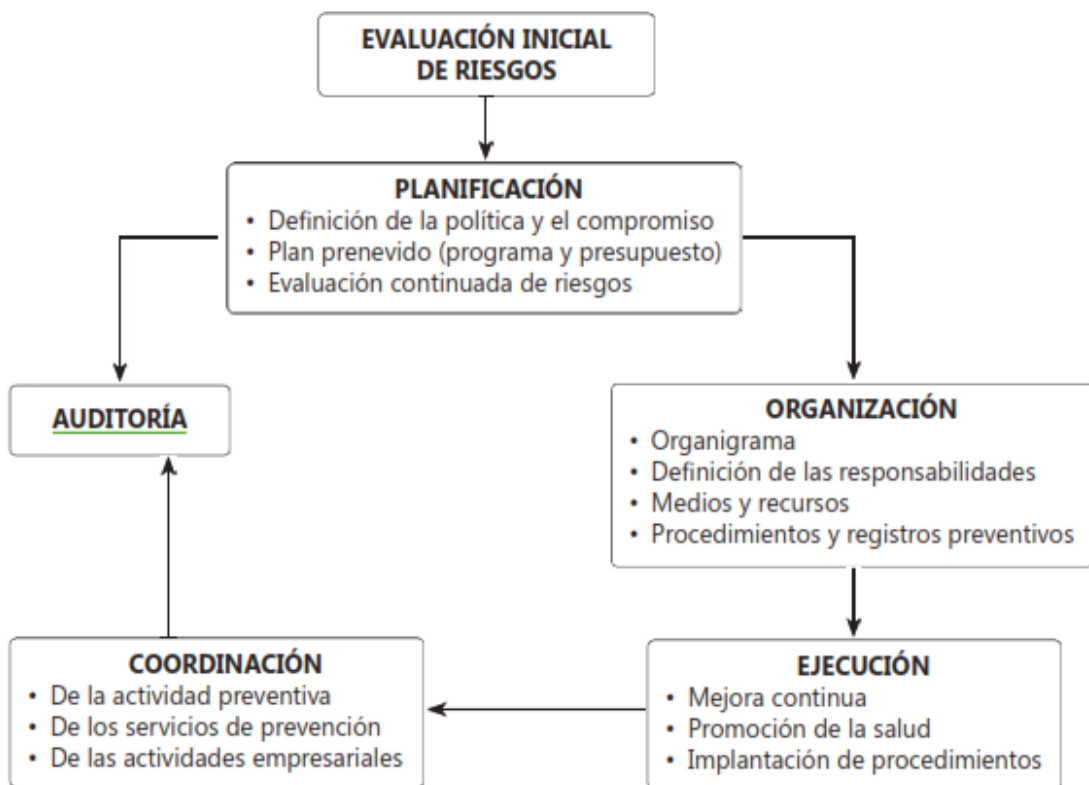 EVALUACIÓN INICIAL
DE RIESGOS
PLANIFICACIÓN
• Definición de la política y el compromiso
• Plan prenevido (programa y presupuesto)
• Evaluación continuada de riesgos
AUDITORÍA
ORGANIZACIÓN
• Organigrama
• Definición de las responsabilidades
• Medios y recursos
• Procedimientos y registros preventivos
COORDINACIÓN
• De la actividad preventiva
• De los servicios de prevención
• De las actividades empresariales
EJECUCIÓN
• Mejora continua
• Promoción de la salud
• Implantación de procedimientos